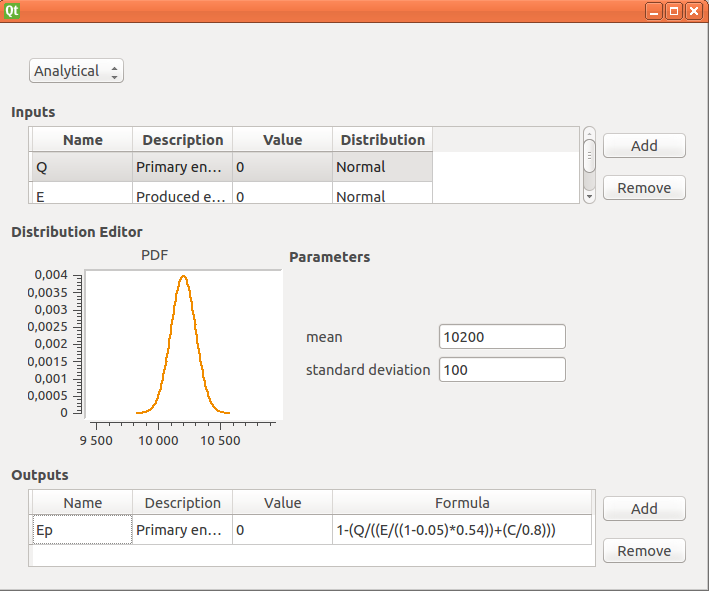 Qt
Analytical
Inputs
Name Description Value Distribution
Q Primary en... 0 Normal
E Produced e... 0 Normal
Add
Remove
Distribution Editor
PDF
0,004
0,0035
0,003
0,0025
0,002
0,0015
0,001
0,0005
0
9 500 10 000 10 500
Parameters
mean 10200
standard deviation 100
Outputs
Name Description Value Formula
Ep Primary en... 0 1-(Q/((E/((1-0.05)*0.54))+(C/0.8)))
Add
Remove